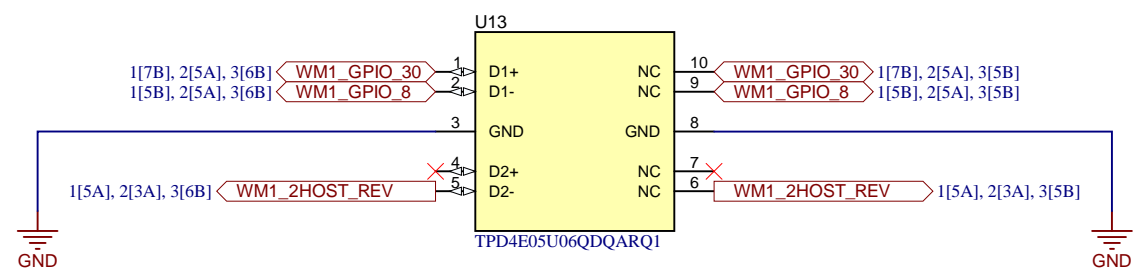 U13
1[7B], 2[5A], 3[6B] WM1_GPIO_30 1 D1+ NC 10 WM1_GPIO_30 1[7B], 2[5A], 3[5B]
1[5B], 2[5A], 3[6B] WM1_GPIO_8 2 D1- NC 9 WM1_GPIO_8 1[5B], 2[5A], 3[5B]
3 GND GND 8
4 D2+ NC 7
1[5A], 2[3A], 3[6B] WM1_2HOST_REV 5 D2- NC 6 WM1_2HOST_REV 1[5A], 2[3A], 3[5B]
TPD4E05U06QDQARQ1
GND GND